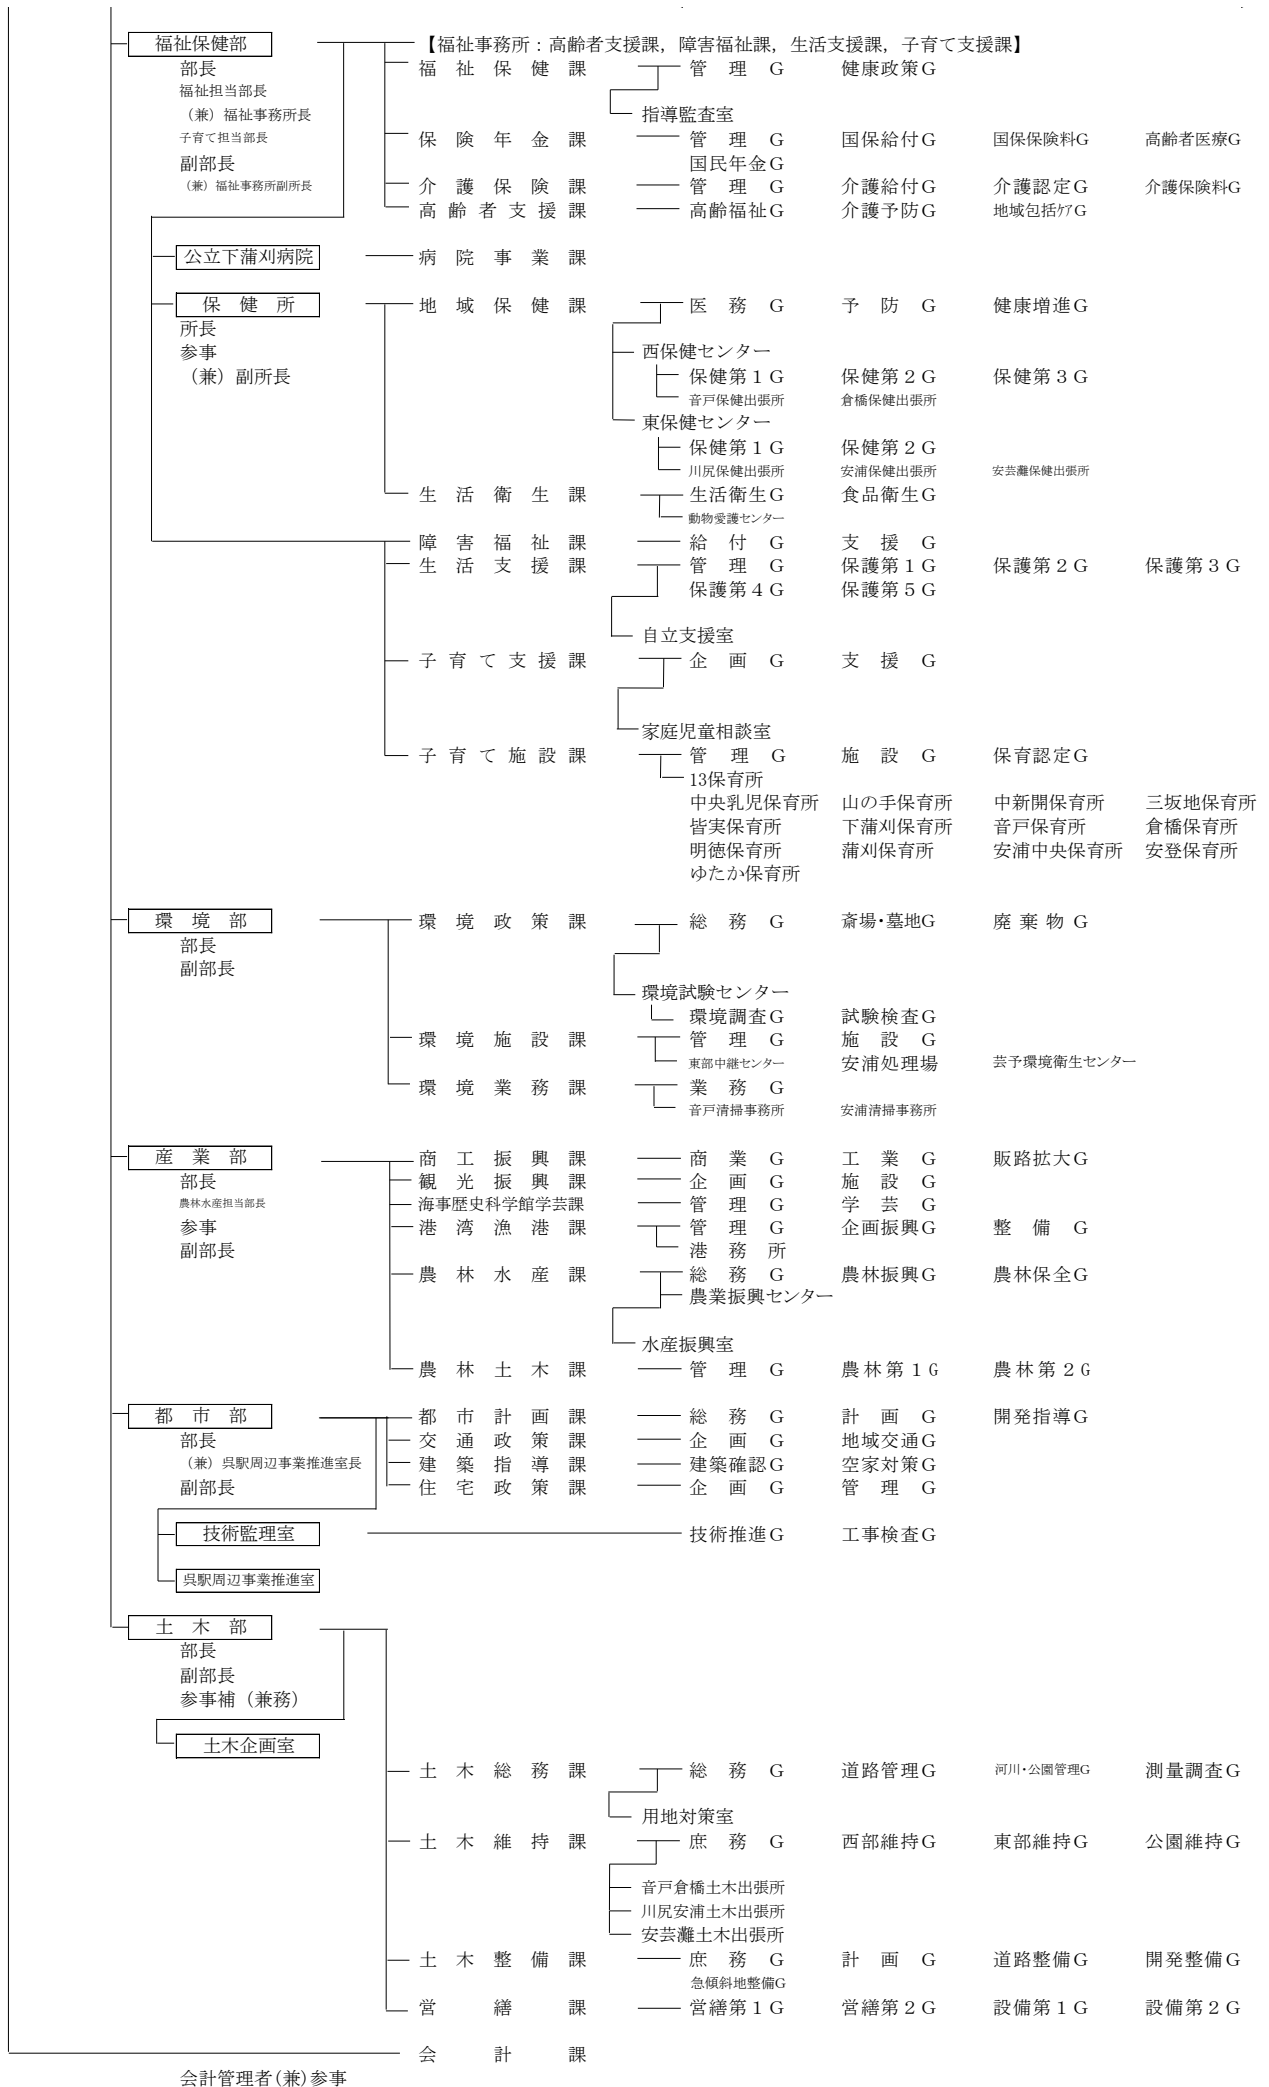 福祉保健部 【福祉事務所：高齢者支援課，障害福祉課，生活支援課，子育て支援課】
部長 福祉保健課 管理G 健康政策G
福祉担当部長
（兼）福祉事務所長 指導監査室
子育て担当部長 保険年金課 管理G 国保給付G 国保保険料G 高齢者医療G
副部長 国民年金G
（兼）福祉事務所副所長 介護保険課 管理G 介護給付G 介護認定G 介護保険料G
高齢者支援課 高齢福祉G 介護予防G 地域包括ｹｱG
公立下蒲刈病院 病院事業課
保健所 地域保健課 医務G 予防G 健康増進G
所長
参事 西保健センター
（兼）副所長 保健第１G 保健第２G 保健第３G
音戸保健出張所 倉橋保健出張所
東保健センター
保健第１G 保健第２G
川尻保健出張所 安浦保健出張所 安芸灘保健出張所
生活衛生課 生活衛生G 食品衛生G
動物愛護センター
障害福祉課 給付G 支援G
生活支援課 管理G 保護第１G 保護第２G 保護第３G
保護第４G 保護第５G
自立支援室
子育て支援課 企画G 支援G
家庭児童相談室
子育て施設課 管理G 施設G 保育認定G
13保育所
中央乳児保育所 山の手保育所 中新開保育所 三坂地保育所
皆実保育所 下蒲刈保育所 音戸保育所 倉橋保育所
明徳保育所 蒲刈保育所 安浦中央保育所 安登保育所
ゆたか保育所
環境部 環境政策課 総務G 斎場・墓地G 廃棄物G
部長
副部長
環境試験センター
環境調査G 試験検査G
環境施設課 管理G 施設G
東部中継センター 安浦処理場 芸予環境衛生センター
環境業務課 業務G
音戸清掃事務所 安浦清掃事務所
産業部 商工振興課 商業G 工業G 販路拡大G
部長 観光振興課 企画G 施設G
農林水産担当部長 海事歴史科学館学芸課 管理G 学芸G
参事 港湾漁港課 管理G 企画振興G 整備G
副部長 港務所
農林水産課 総務G 農林振興G 農林保全G
農業振興センター
水産振興室
農林土木課 管理G 農林第１G 農林第２G
都市部 都市計画課 総務G 計画G 開発指導G
部長 交通政策課 企画G 地域交通G
（兼）呉駅周辺事業推進室長 建築指導課 建築確認G 空家対策G
副部長 住宅政策課 企画G 管理G
技術監理室 技術推進G 工事検査G
呉駅周辺事業推進室
土木部
部長
副部長
参事補（兼務）
土木企画室
土木総務課 総務G 道路管理G 河川・公園管理G 測量調査G
用地対策室
土木維持課 庶務G 西部維持G 東部維持G 公園維持G
音戸倉橋土木出張所
川尻安浦土木出張所
安芸灘土木出張所
土木整備課 庶務G 計画G 道路整備G 開発整備G
急傾斜地整備G
営繕課 営繕第１G 営繕第２G 設備第１G 設備第２G
会計課
会計管理者(兼)参事